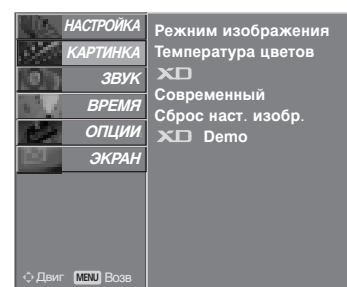 НАСТРОЙКА
КАРТИНКА
ЗВУК
ВРЕМЯ
ОПЦИИ
ЭКРАН
Режним изображения
Температура цветов
XD
Современный
Сброс наст. изобр.
XD Demo
Двиг MENU Возв